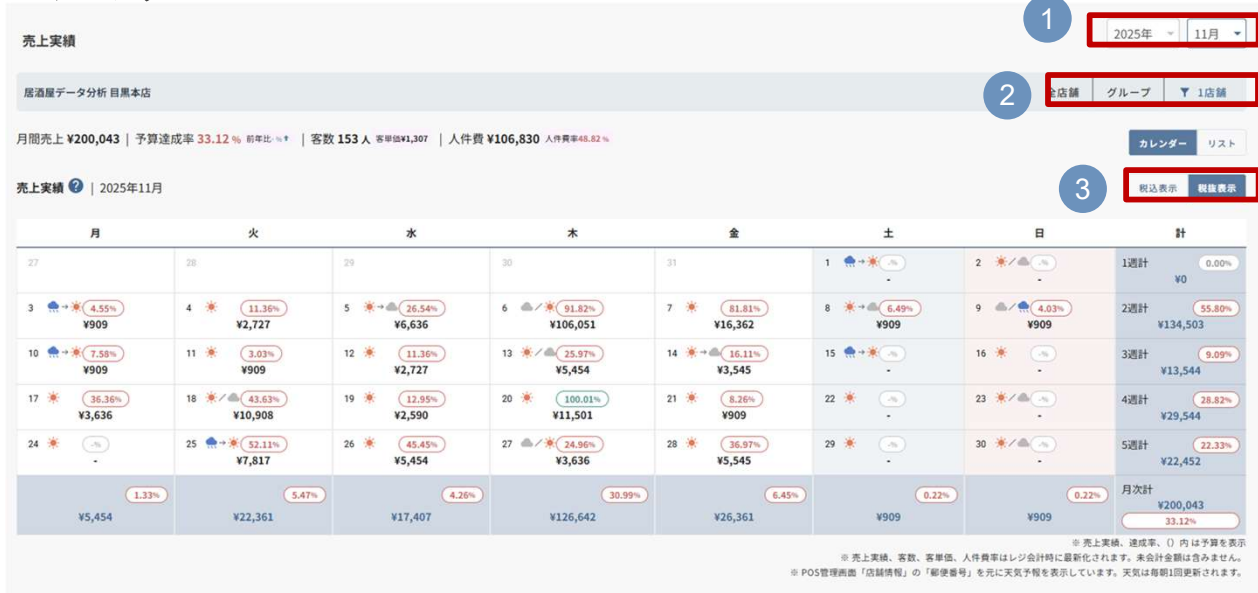 1
売上実績 2025年 11月
2
居酒屋データ分析 目黒本店 全店舗 グループ 1店舗
月間売上 ¥200,043 | 予算達成率 33.12 % 前年比-%↑ | 客数 153 人 客単価¥1,307 | 人件費 ¥106,830 人件費率48.82 %
カレンダー リスト
3
売上実績 ? | 2025年11月 税込表示 税抜表示
月 火 水 木 金 土 日 計
27 28 29 30 31 1 → -% 2 / -% 1週計 0.00%
- - ¥0
3 → 4.55% 4 11.36% 5 → 26.54% 6 / 91.82% 7 81.81% 8 → 6.49% 9 / 4.03% 2週計 55.80%
¥909 ¥2,727 ¥6,636 ¥106,051 ¥16,362 ¥909 ¥909 ¥134,503
10 → 7.58% 11 3.03% 12 11.36% 13 / 25.97% 14 → 16.11% 15 → -% 16 -% 3週計 9.09%
¥909 ¥909 ¥2,727 ¥5,454 ¥3,545 - - ¥13,544
17 36.36% 18 / 43.63% 19 12.95% 20 100.01% 21 8.26% 22 -% 23 / -% 4週計 28.82%
¥3,636 ¥10,908 ¥2,590 ¥11,501 ¥909 - - ¥29,544
24 -% 25 → 52.11% 26 45.45% 27 / 24.96% 28 36.97% 29 -% 30 / -% 5週計 22.33%
- ¥7,817 ¥5,454 ¥3,636 ¥5,545 - - ¥22,452
1.33% 5.47% 4.26% 30.99% 6.45% 0.22% 0.22% 月次計
¥5,454 ¥22,361 ¥17,407 ¥126,642 ¥26,361 ¥909 ¥909 ¥200,043
33.12%
※ 売上実績、達成率、()内は予算を表示
※ 売上実績、客数、客単価、人件費率はレジ会計時に最新化されます。未会計金額は含みません。
※ POS管理画面「店舗情報」の「郵便番号」を元に天気予報を表示しています。天気は毎朝1回更新されます。